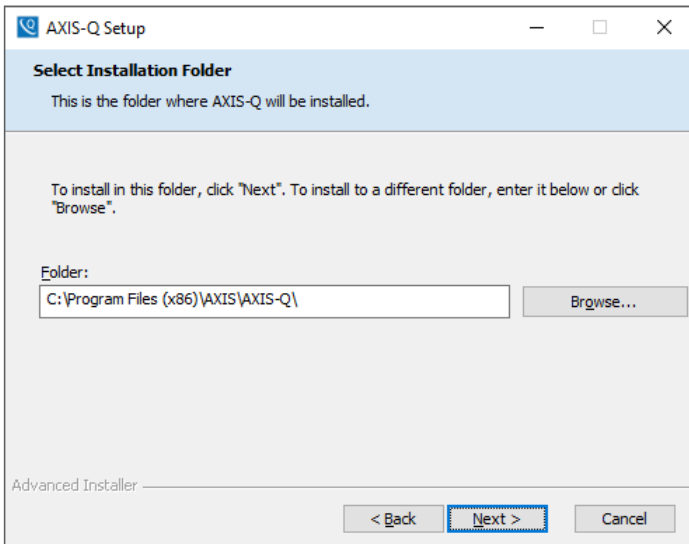 AXIS-Q Setup
Select Installation Folder
This is the folder where AXIS-Q will be installed.
To install in this folder, click "Next". To install to a different folder, enter it below or click
"Browse".
Folder:
C:\Program Files (x86)\AXIS\AXIS-Q\
Browse...
Advanced Installer
< Back
Next >
Cancel